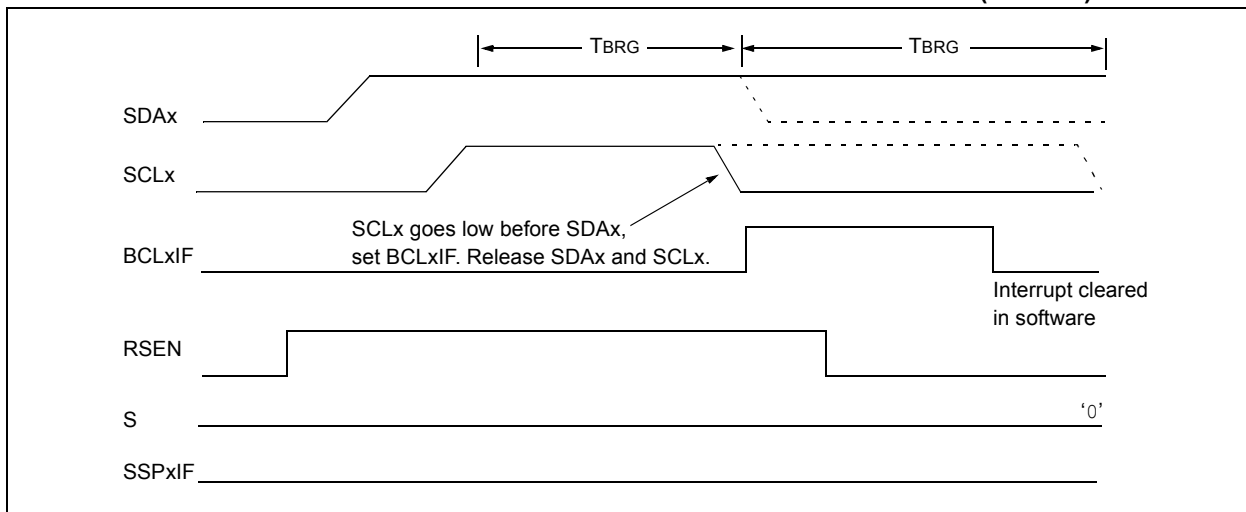 TBRG
TBRG
SDAx
SCLx
SCLx goes low before SDAx,
set BCLxIF. Release SDAx and SCLx.
BCLxIF
Interrupt cleared
in software
RSEN
S
‘0’
SSPxIF